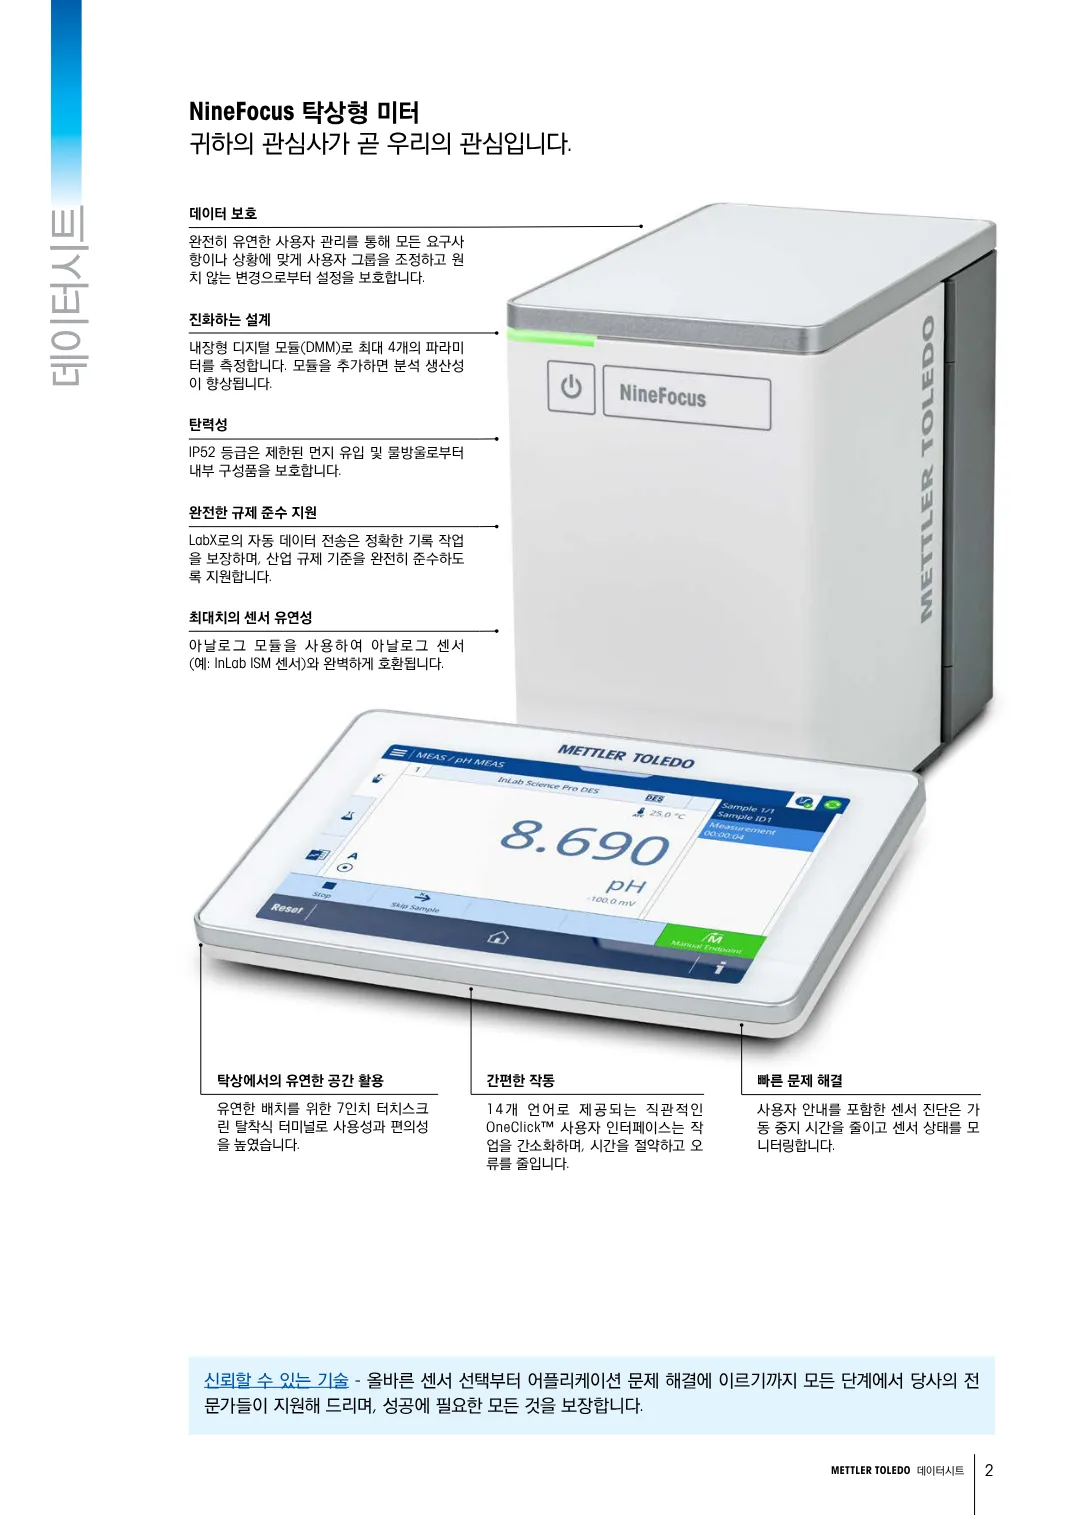 데이터시트
NineFocus 탁상형 미터
귀하의 관심사가 곧 우리의 관심입니다.
데이터 보호
완전히 유연한 사용자 관리를 통해 모든 요구사
항이나 상황에 맞게 사용자 그룹을 조정하고 원
치 않는 변경으로부터 설정을 보호합니다.
진화하는 설계
내장형 디지털 모듈(DMM)로 최대 4개의 파라미
터를 측정합니다. 모듈을 추가하면 분석 생산성
이 향상됩니다.
탄력성
IP52 등급은 제한된 먼지 유입 및 물방울로부터
내부 구성품을 보호합니다.
완전한 규제 준수 지원
LabX로의 자동 데이터 전송은 정확한 기록 작업
을 보장하며, 산업 규제 기준을 완전히 준수하도
록 지원합니다.
최대치의 센서 유연성
아날로그 모듈을 사용하여 아날로그 센서
(예: InLab ISM 센서)와 완벽하게 호환됩니다.
NineFocus
METTLER TOLEDO
METTLER TOLEDO
MEAS / pH MEAS
1
InLab Science Pro DES
DES
ATC
25.0 °C
8.690
pH
-100.0 mV
A
Sample 1/1
Sample ID1
Measurement
00:00:04
Stop
Skip Sample
M
Manual Endpoint
Reset
i
탁상에서의 유연한 공간 활용
유연한 배치를 위한 7인치 터치스크
린 탈착식 터미널로 사용성과 편의성
을 높였습니다.
간편한 작동
14개 언어로 제공되는 직관적인
OneClick™ 사용자 인터페이스는 작
업을 간소화하며, 시간을 절약하고 오
류를 줄입니다.
빠른 문제 해결
사용자 안내를 포함한 센서 진단은 가
동 중지 시간을 줄이고 센서 상태를 모
니터링합니다.
신뢰할 수 있는 기술 - 올바른 센서 선택부터 어플리케이션 문제 해결에 이르기까지 모든 단계에서 당사의 전
문가들이 지원해 드리며, 성공에 필요한 모든 것을 보장합니다.
METTLER TOLEDO 데이터시트 2